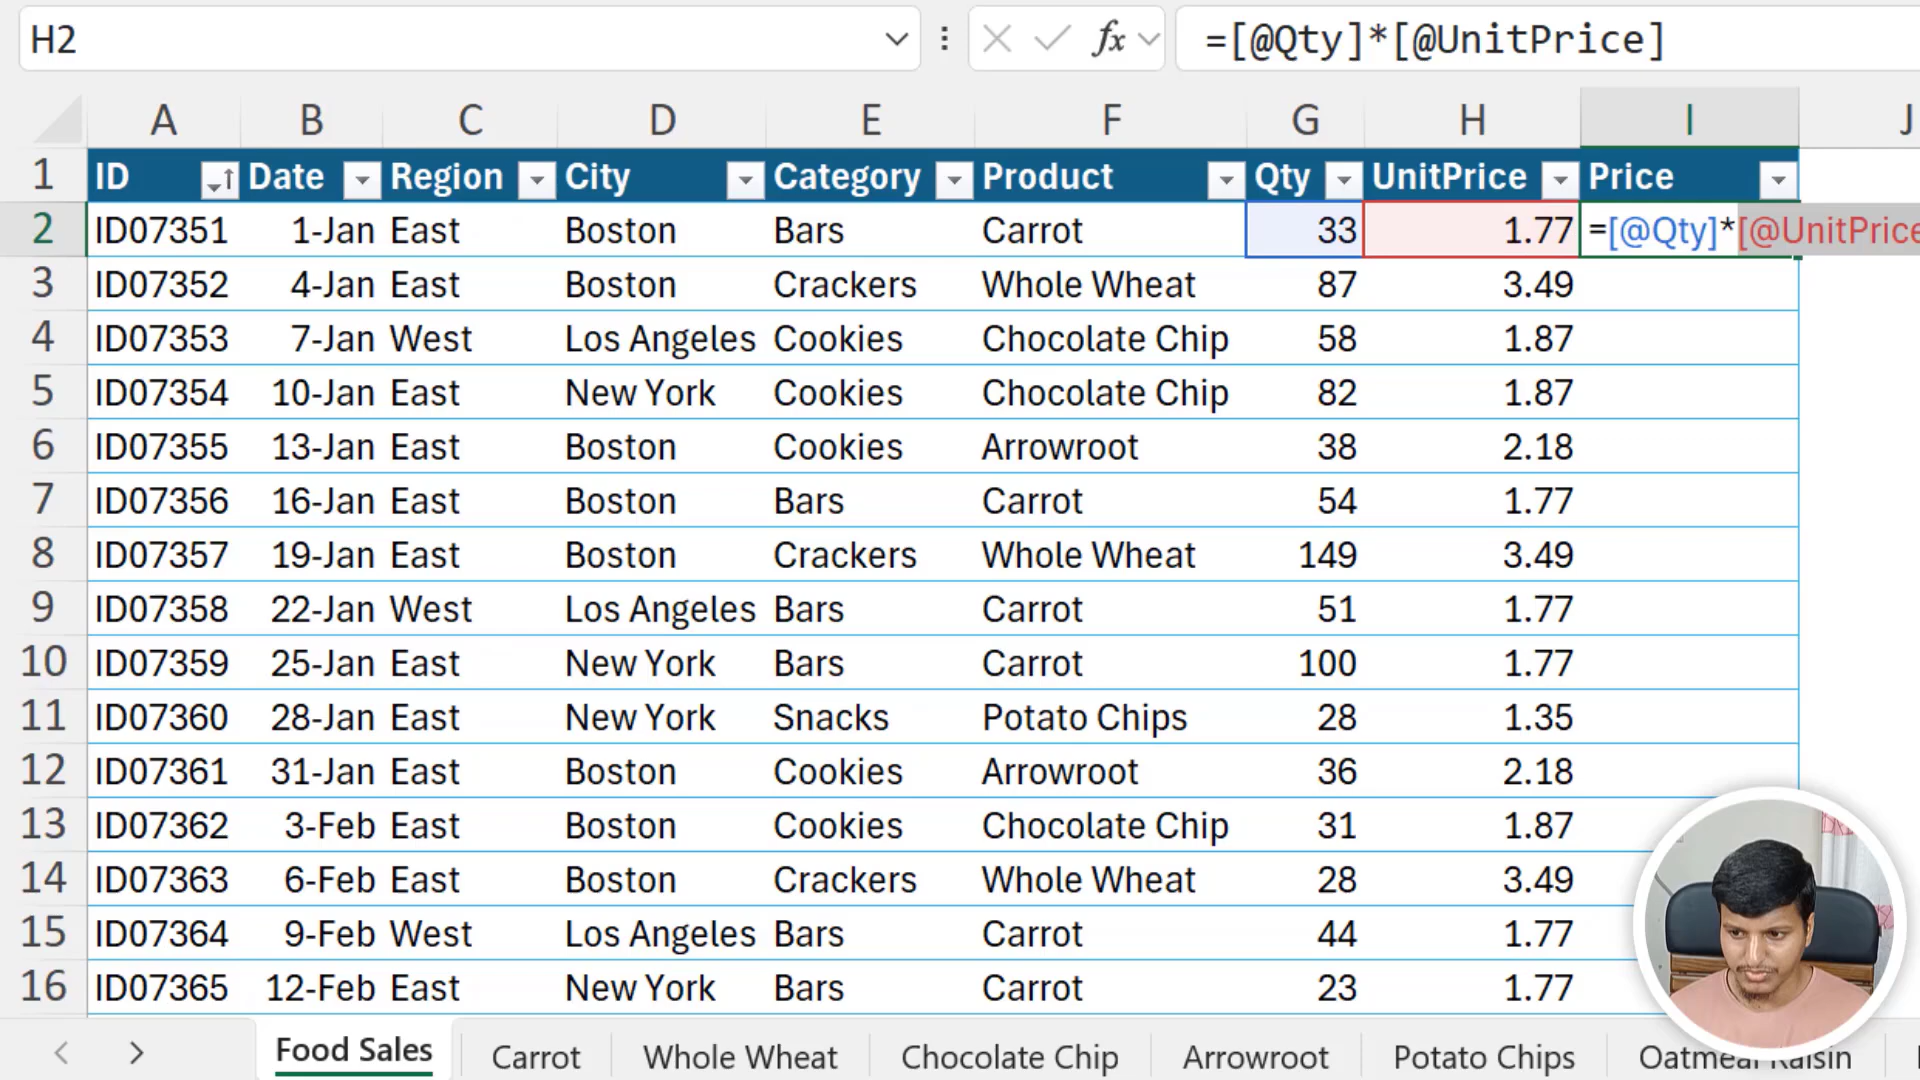 H2 fx =[@Qty]*[@UnitPrice]
A B C D E F G H I J
1 ID Date Region City Category Product Qty UnitPrice Price
2 ID07351 1-Jan East Boston Bars Carrot 33 1.77 =[@Qty]*[@UnitPrice
3 ID07352 4-Jan East Boston Crackers Whole Wheat 87 3.49
4 ID07353 7-Jan West Los Angeles Cookies Chocolate Chip 58 1.87
5 ID07354 10-Jan East New York Cookies Chocolate Chip 82 1.87
6 ID07355 13-Jan East Boston Cookies Arrowroot 38 2.18
7 ID07356 16-Jan East Boston Bars Carrot 54 1.77
8 ID07357 19-Jan East Boston Crackers Whole Wheat 149 3.49
9 ID07358 22-Jan West Los Angeles Bars Carrot 51 1.77
10 ID07359 25-Jan East New York Bars Carrot 100 1.77
11 ID07360 28-Jan East New York Snacks Potato Chips 28 1.35
12 ID07361 31-Jan East Boston Cookies Arrowroot 36 2.18
13 ID07362 3-Feb East Boston Cookies Chocolate Chip 31 1.87
14 ID07363 6-Feb East Boston Crackers Whole Wheat 28 3.49
15 ID07364 9-Feb West Los Angeles Bars Carrot 44 1.77
16 ID07365 12-Feb East New York Bars Carrot 23 1.77
Food Sales Carrot Whole Wheat Chocolate Chip Arrowroot Potato Chips Oatmeal Raisin